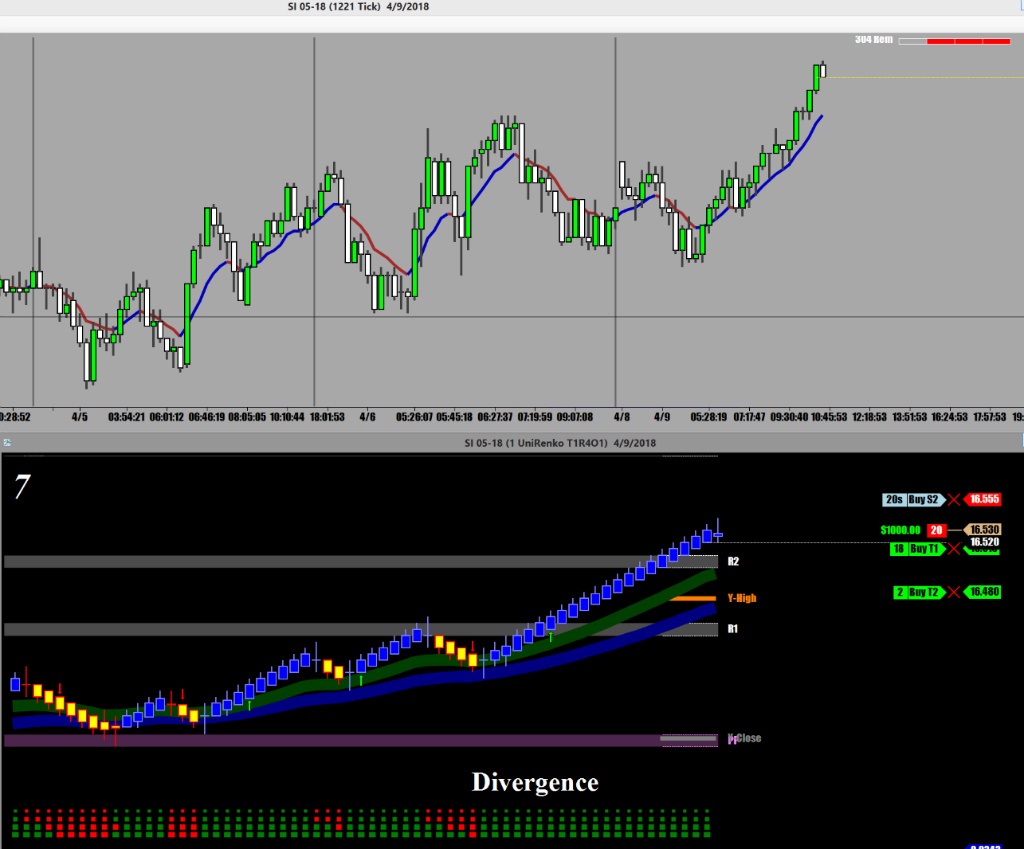 SI 05-18 (1221 Tick) 4/9/2018
304 Rem
0:28:52 4/5 03:54:21 06:01:12 06:46:19 08:05:05 10:10:44 18:01:53 4/6 05:26:07 05:45:18 06:27:37 07:19:59 09:07:08 4/8 4/9 05:28:19 07:17:47 09:30:40 10:45:53 12:18:53 13:51:53 16:24:53 17:57:53 19:
SI 05-18 (1 UniRenko T1R4O1) 4/9/2018
7
20s Buy S2 16.555
$1000.00 20 16.530
16.520
18 Buy T1
R2
2 Buy T2 16.480
Y-High
R1
Close
Divergence